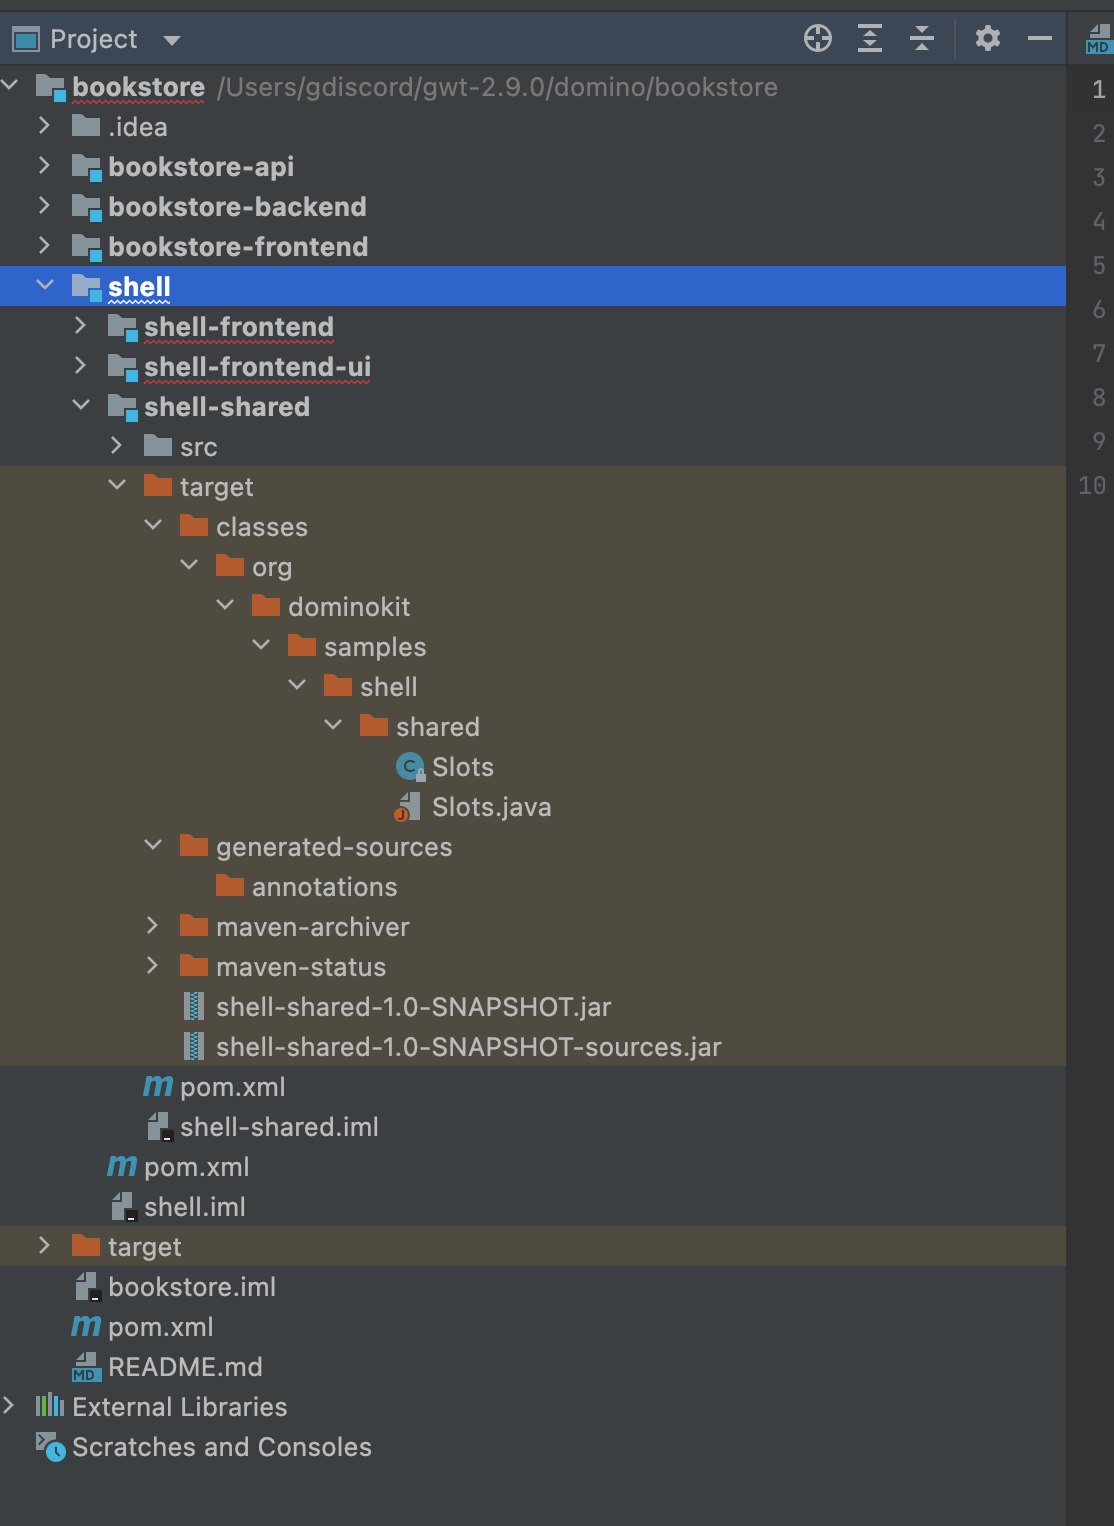 Project
MD
bookstore /Users/gdiscord/gwt-2.9.0/domino/bookstore
1
.idea
2
bookstore-api
3
bookstore-backend
4
bookstore-frontend
5
shell
6
shell-frontend
7
shell-frontend-ui
8
shell-shared
9
src
10
target
classes
org
dominokit
samples
shell
shared
C Slots
J Slots.java
generated-sources
annotations
maven-archiver
maven-status
shell-shared-1.0-SNAPSHOT.jar
shell-shared-1.0-SNAPSHOT-sources.jar
m pom.xml
shell-shared.iml
m pom.xml
shell.iml
target
bookstore.iml
m pom.xml
MD README.md
External Libraries
Scratches and Consoles